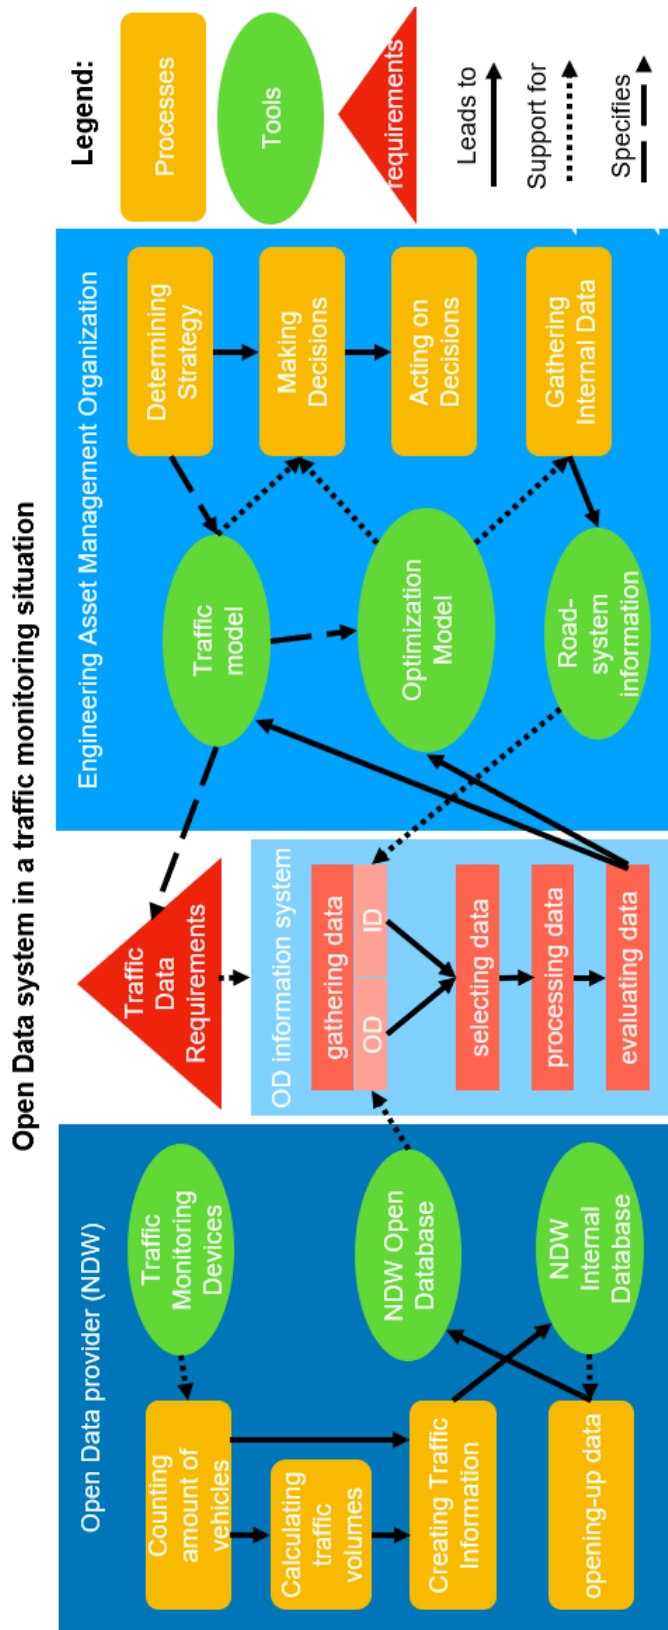 Open Data system in a traffic monitoring situation
Open Data provider (NDW)
Counting
amount of
vehicles
Calculating
traffic
volumes
Creating Traffic
Information
opening-up data
Traffic
Monitoring
Devices
NDW Open
Database
NDW
Internal
Database
Traffic
Data
Requirements
OD information system
gathering data
OD
ID
selecting data
processing data
evaluating data
Engineering Asset Management Organization
Traffic
model
Optimization
Model
Road-
system
information
Determining
Strategy
Making
Decisions
Acting on
Decisions
Gathering
Internal Data
Legend:
Processes
Tools
requirements
Leads to
Support for
Specifies